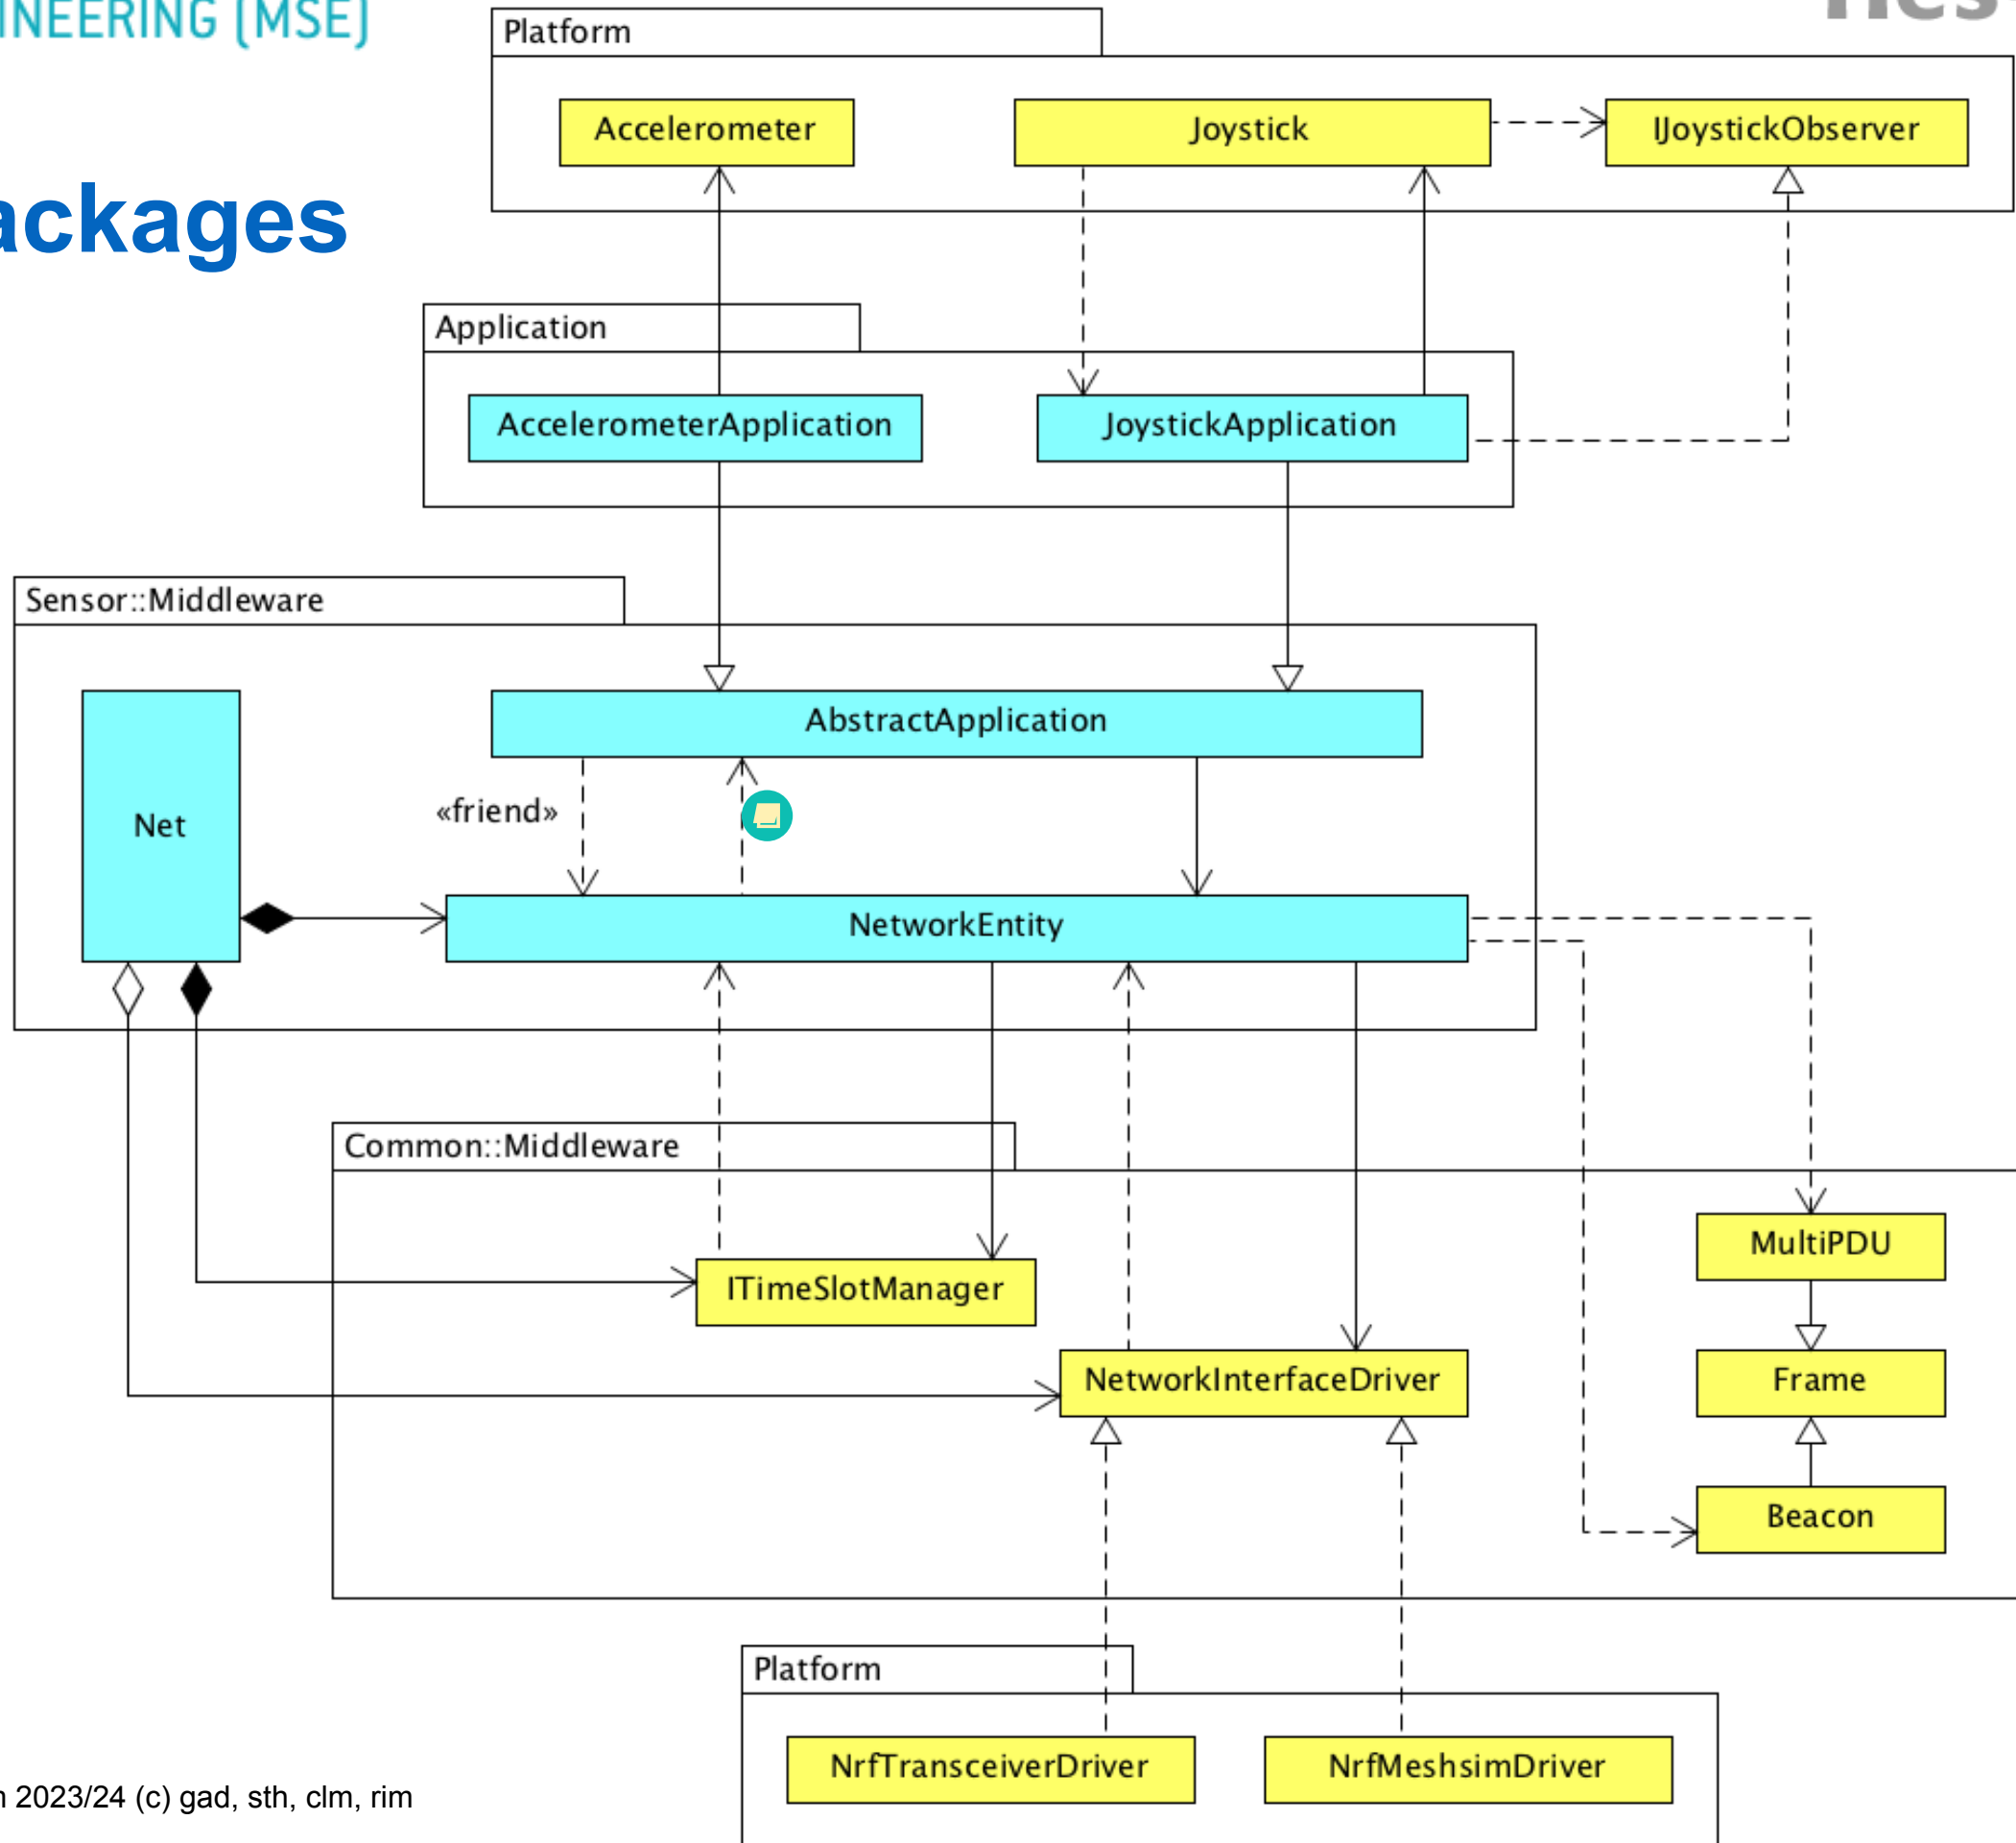 INEERING (MSE)
Platform
Accelerometer
Joystick
IJoystickObserver
ackages
Application
AccelerometerApplication
JoystickApplication
Sensor::Middleware
Net
AbstractApplication
«friend»
NetworkEntity
Common::Middleware
ITimeSlotManager
MultiPDU
NetworkInterfaceDriver
Frame
Beacon
Platform
NrfTransceiverDriver
NrfMeshsimDriver
2023/24 (c) gad, sth, clm, rim